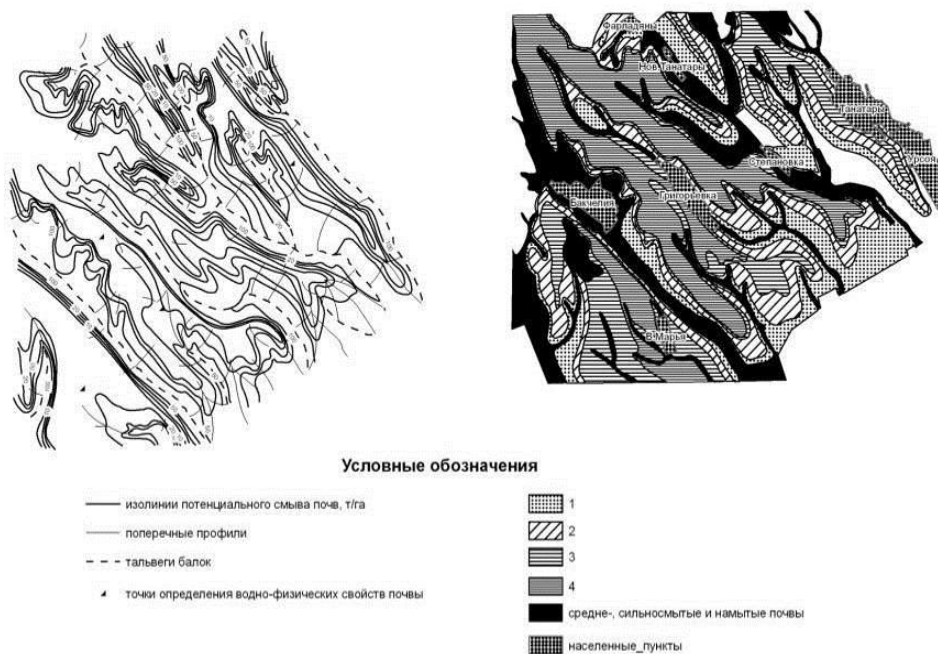 Фарладяны
Нов.Танатары
Танатары
Степановка
Урсоя
Бакчелия
Григорьевка
В.Марья
Условные обозначения
изолинии потенциального смыва почв, т/га
поперечные профили
тальвеги балок
точки определения водно-физических свойств почвы
1
2
3
4
средне-, сильносмытые и намытые почвы
населенные_пункты